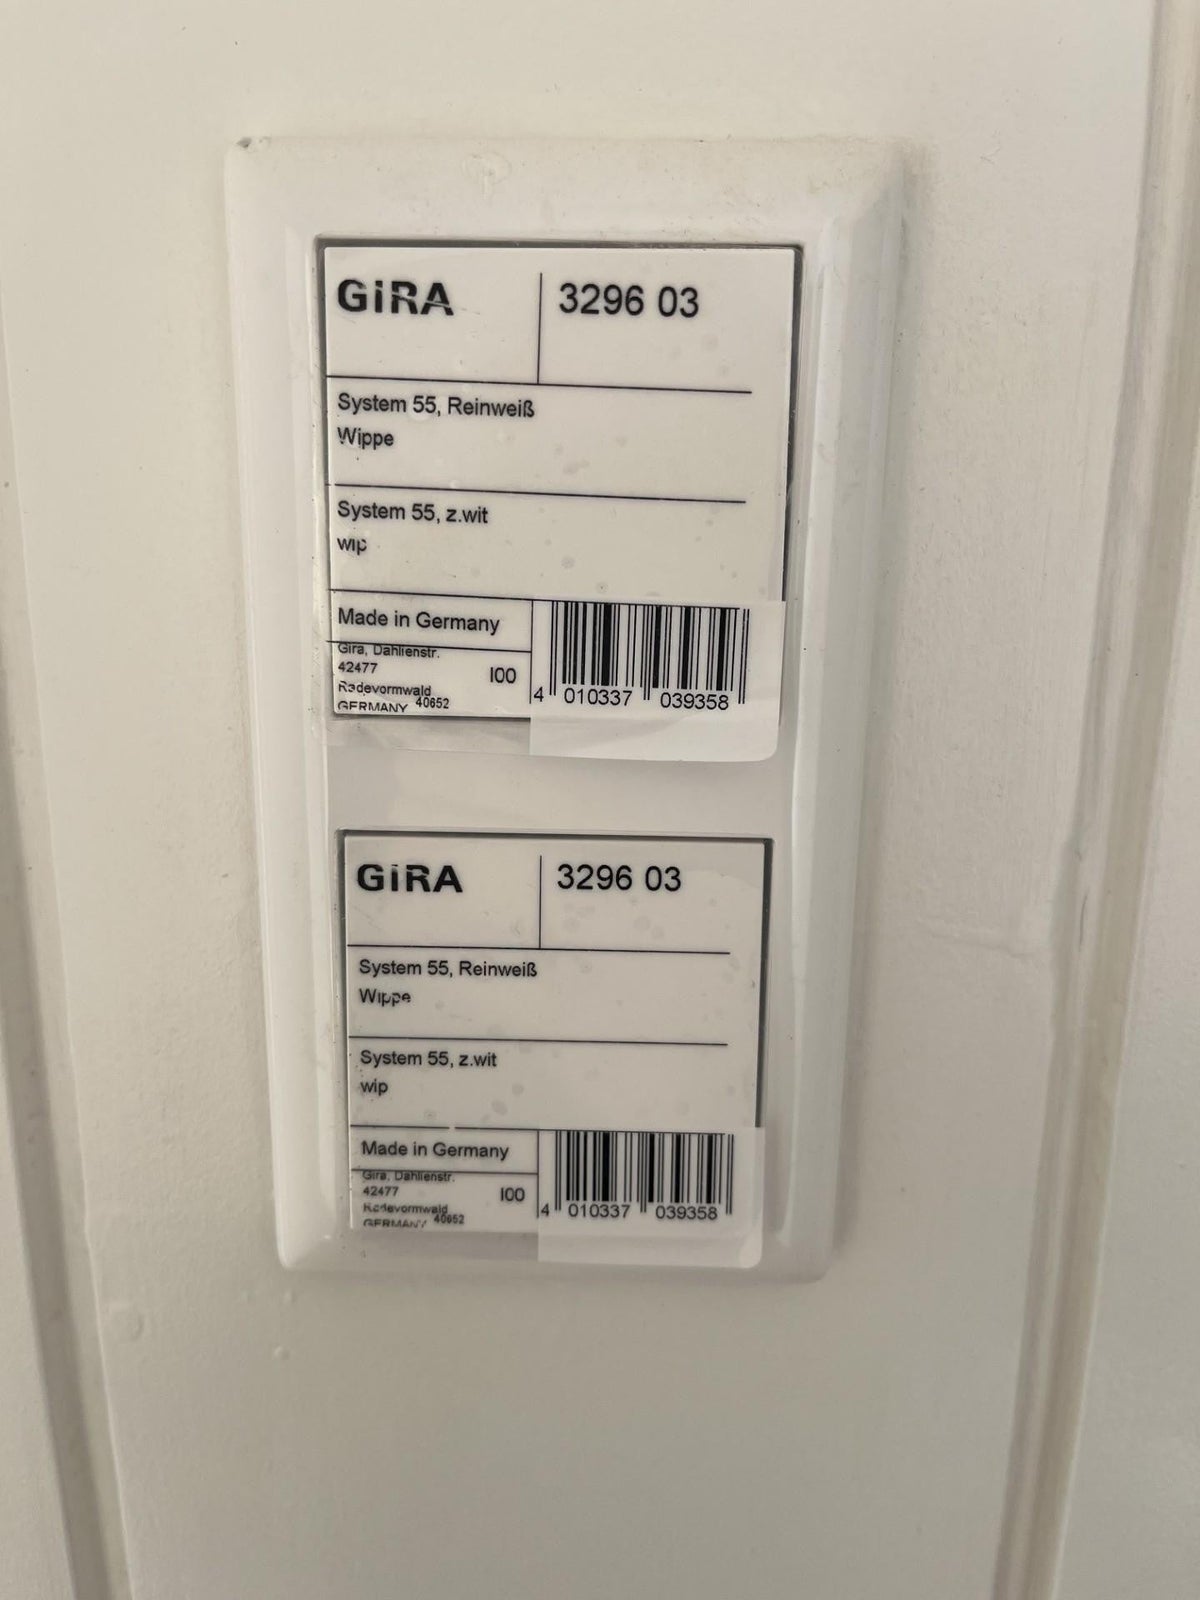 GIRA 3296 03
System 55, Reinweiß
Wippe
System 55, z.wit
wip
Made in Germany
Gira, Dahlienstr.
42477
Radevormwald
GERMANY 40652
I00
4 010337 039358
GIRA 3296 03
System 55, Reinweiß
Wippe
System 55, z.wit
wip
Made in Germany
Gira, Dahlienstr.
42477
Radevormwald
GERMANY 40652
I00
4 010337 039358